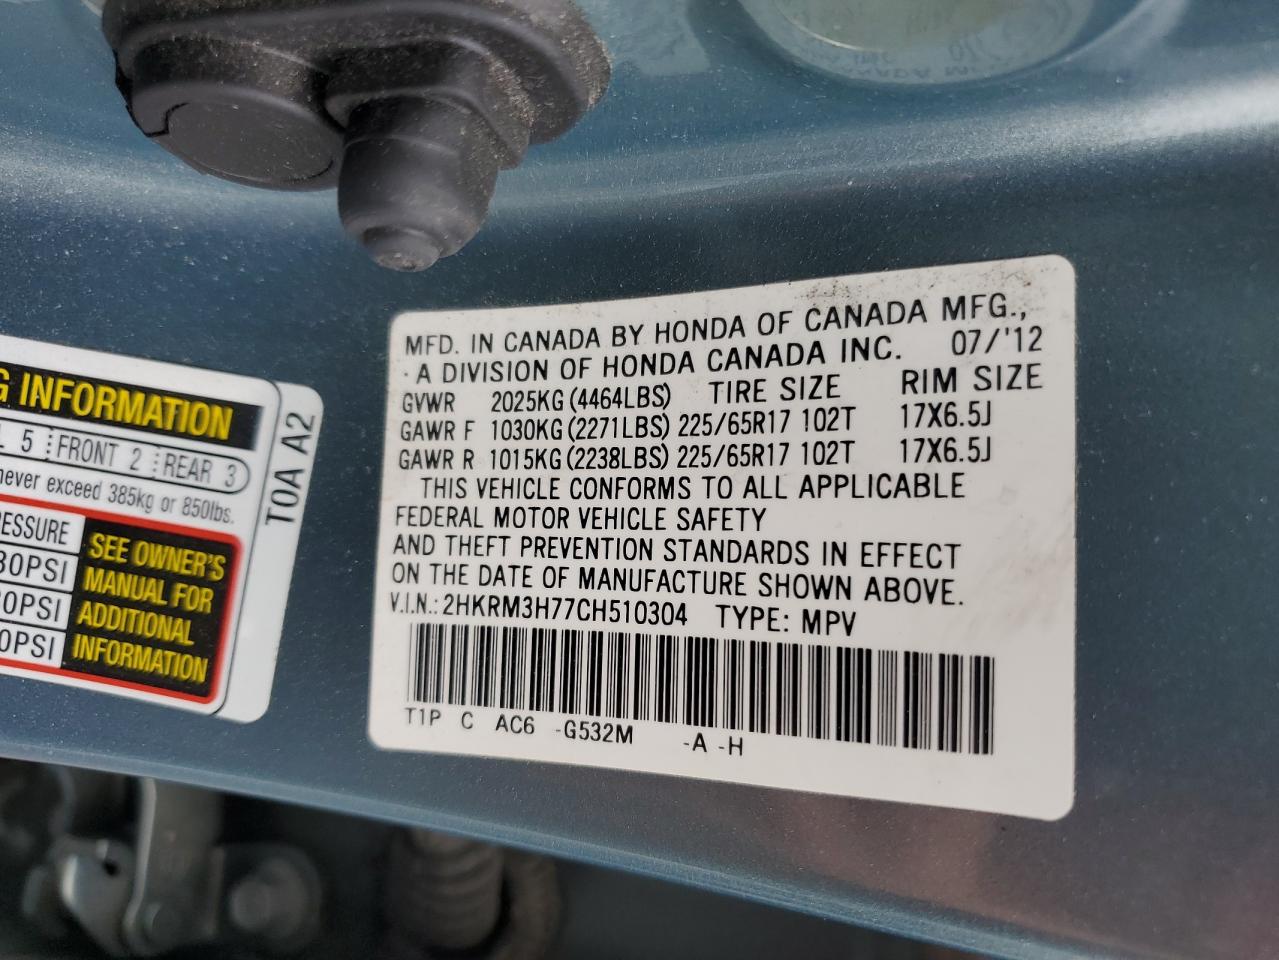 MFD. IN CANADA BY HONDA OF CANADA MFG.,
A DIVISION OF HONDA CANADA INC. 07/'12
GVWR 2025KG (4464LBS) TIRE SIZE RIM SIZE
GAWR F 1030KG (2271LBS) 225/65R17 102T 17X6.5J
GAWR R 1015KG (2238LBS) 225/65R17 102T 17X6.5J
THIS VEHICLE CONFORMS TO ALL APPLICABLE
FEDERAL MOTOR VEHICLE SAFETY
AND THEFT PREVENTION STANDARDS IN EFFECT
ON THE DATE OF MANUFACTURE SHOWN ABOVE.
V.I.N.: 2HKRM3H77CH510304 TYPE: MPV
T1P C AC6 -G532M -A -H
INFORMATION
5 FRONT 2 REAR 3
never exceed 385kg or 850lbs.
SEE OWNER'S
MANUAL FOR
ADDITIONAL
INFORMATION
T0A A2